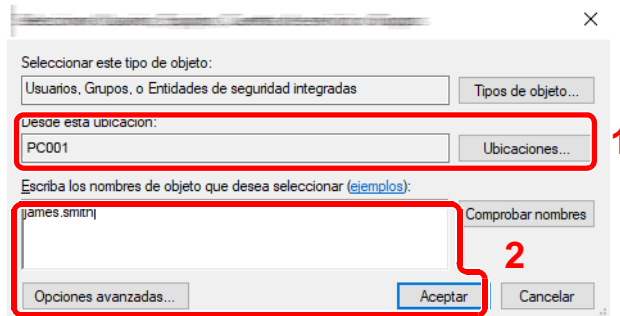 Seleccionar este tipo de objeto:
Usuarios, Grupos, o Entidades de seguridad integradas
Tipos de objeto...
Desde esta ubicación:
PC001
Ubicaciones...
1
Escriba los nombres de objeto que desea seleccionar (ejemplos):
james.smith
Comprobar nombres
2
Opciones avanzadas...
Aceptar
Cancelar